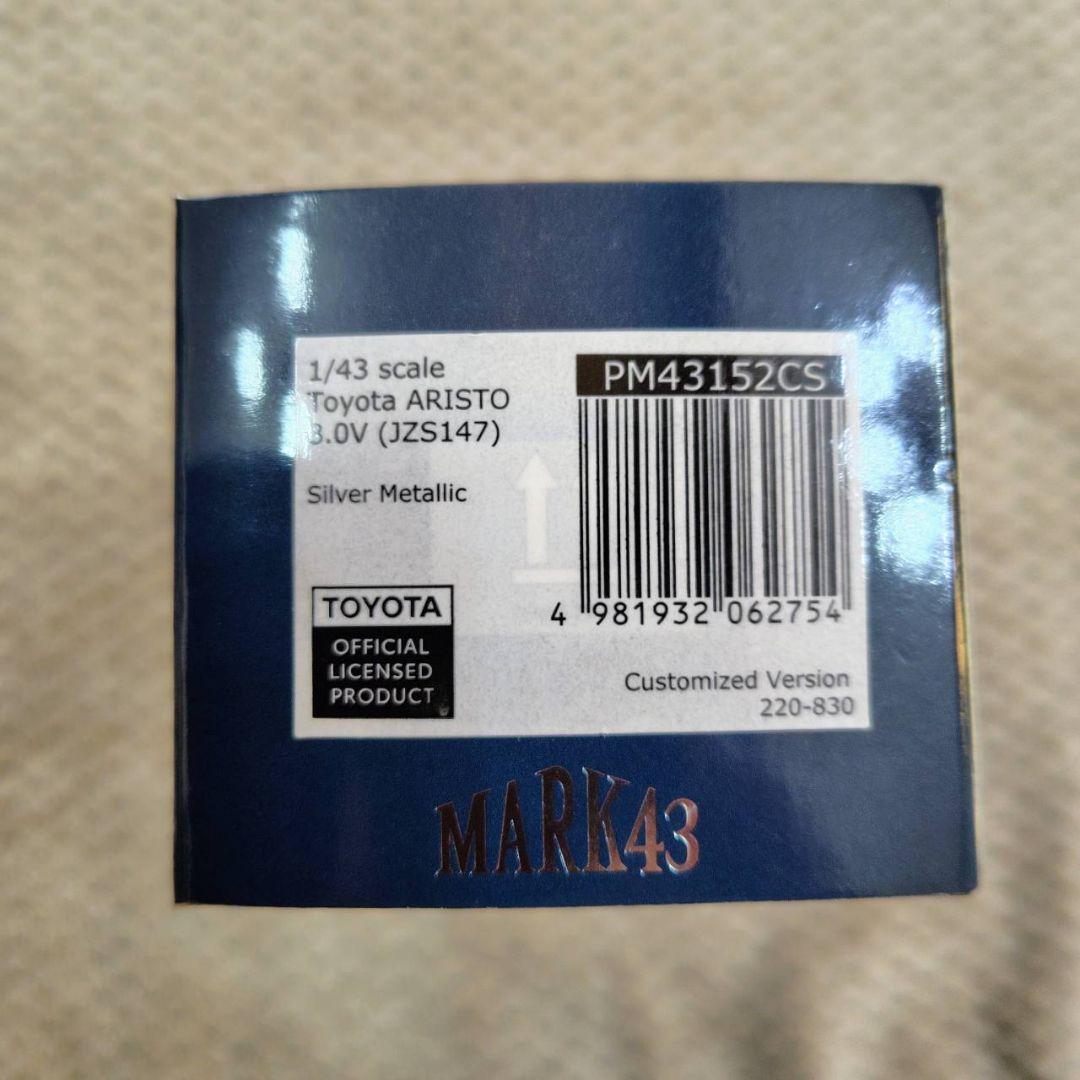 1/43 scale
Toyota ARISTO
3.0V (JZS147)
Silver Metallic
PM43152CS
4 981932 062754
TOYOTA
OFFICIAL
LICENSED
PRODUCT
Customized Version
220-830
MARK43